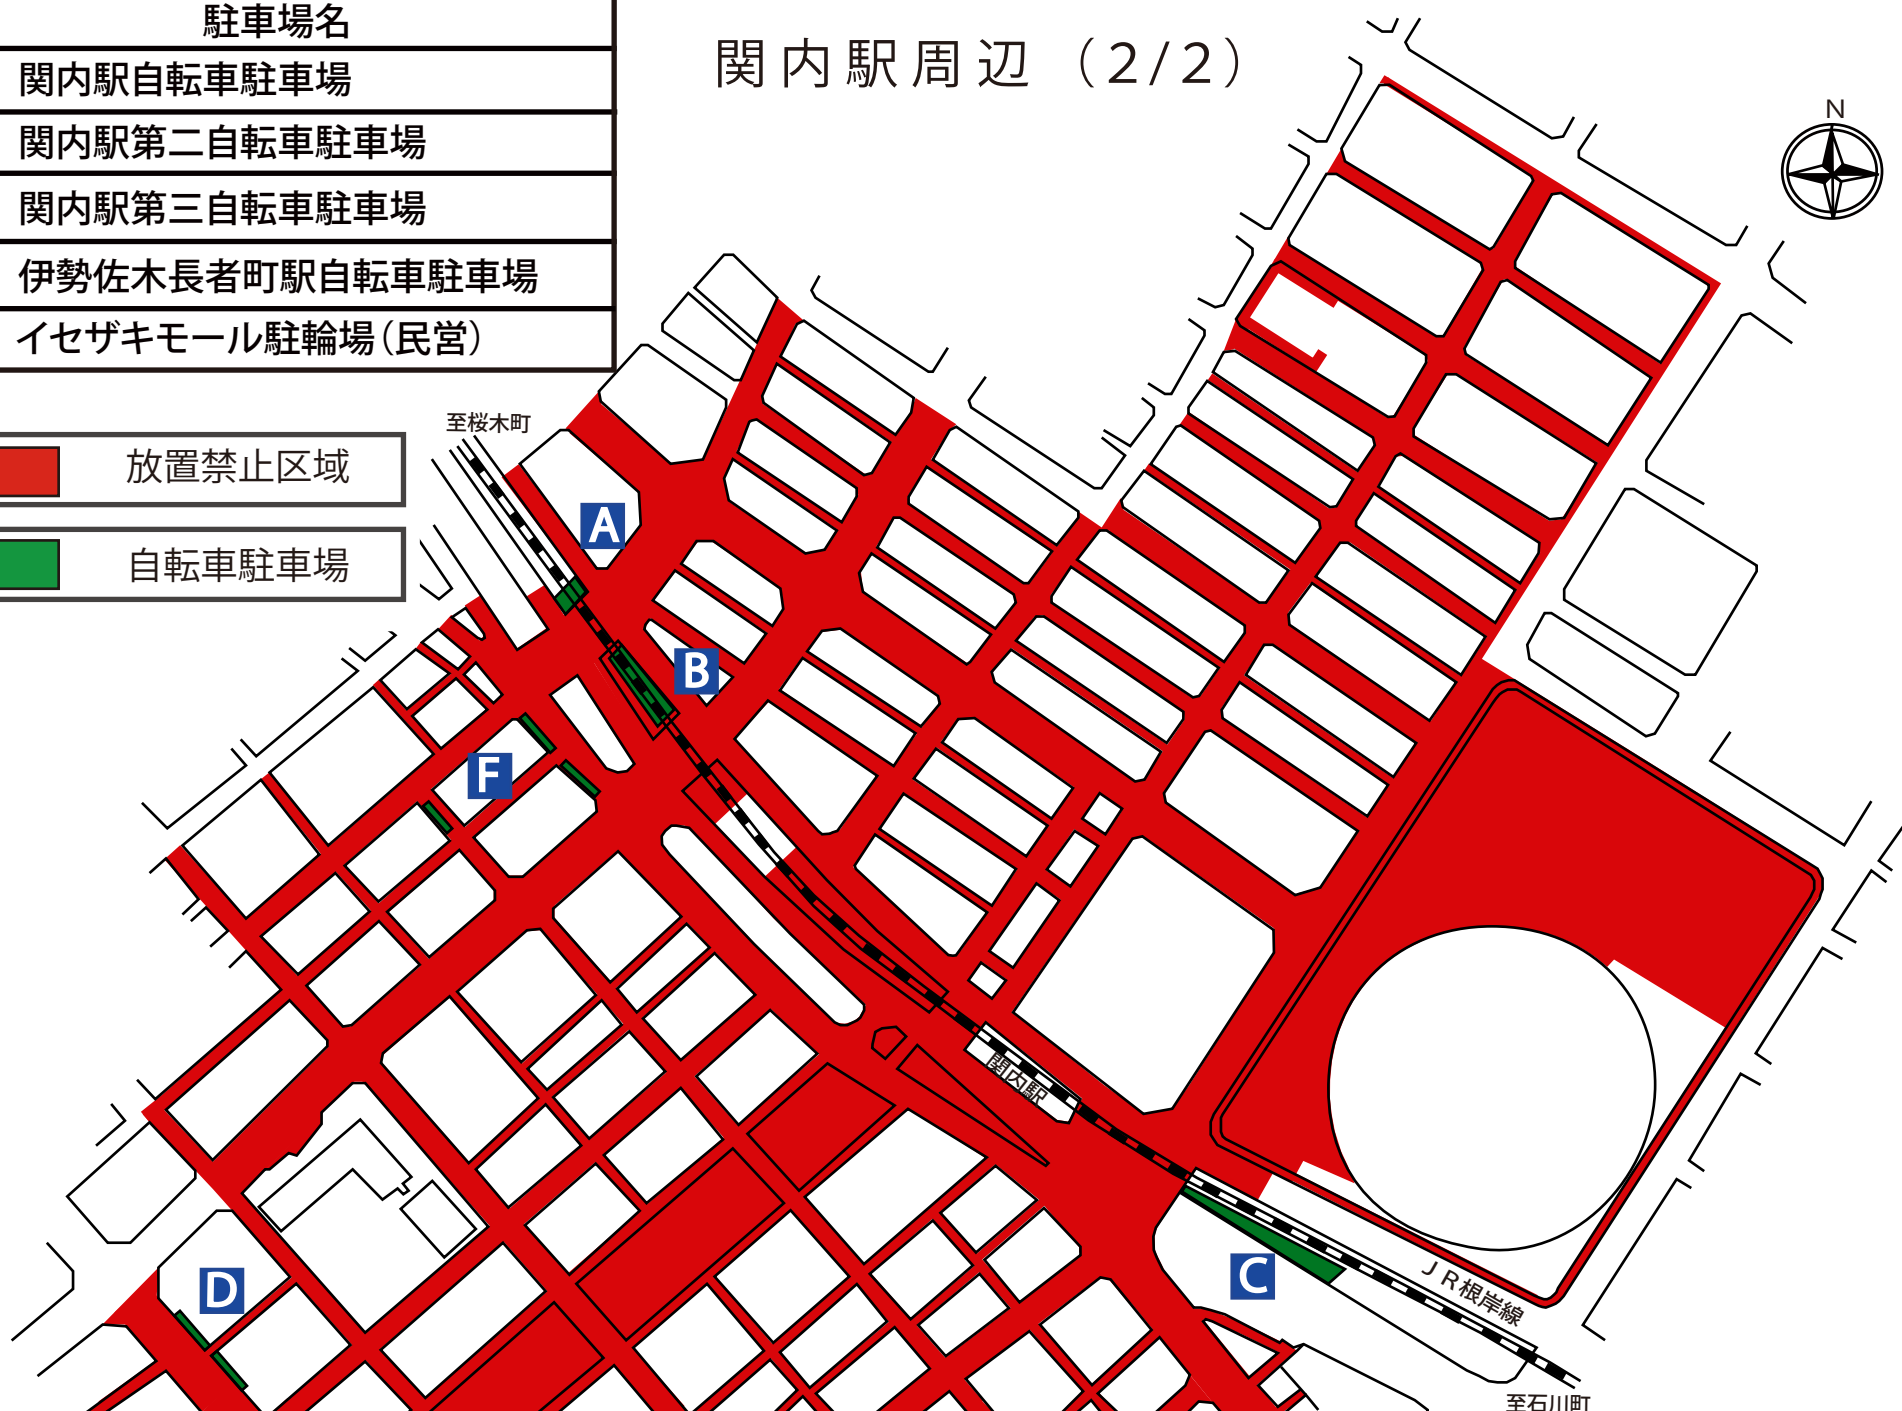 駐車場名
関内駅自転車駐車場
関内駅第二自転車駐車場
関内駅第三自転車駐車場
伊勢佐木長者町駅自転車駐車場
イセザキモール駐輪場(民営)
関内駅周辺(2/2)
N
放置禁止区域
自転車駐車場
至桜木町
A
B
F
関内駅
D
C
JR根岸線
至石川町